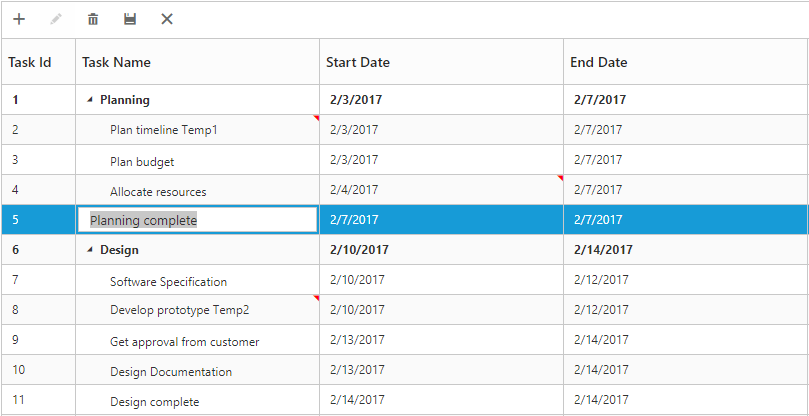 Task Id Task Name Start Date End Date
1 Planning 2/3/2017 2/7/2017
2 Plan timeline Temp1 2/3/2017 2/7/2017
3 Plan budget 2/3/2017 2/7/2017
4 Allocate resources 2/4/2017 2/7/2017
5 Planning complete 2/7/2017 2/7/2017
6 Design 2/10/2017 2/14/2017
7 Software Specification 2/10/2017 2/12/2017
8 Develop prototype Temp2 2/10/2017 2/12/2017
9 Get approval from customer 2/13/2017 2/14/2017
10 Design Documentation 2/13/2017 2/14/2017
11 Design complete 2/14/2017 2/14/2017